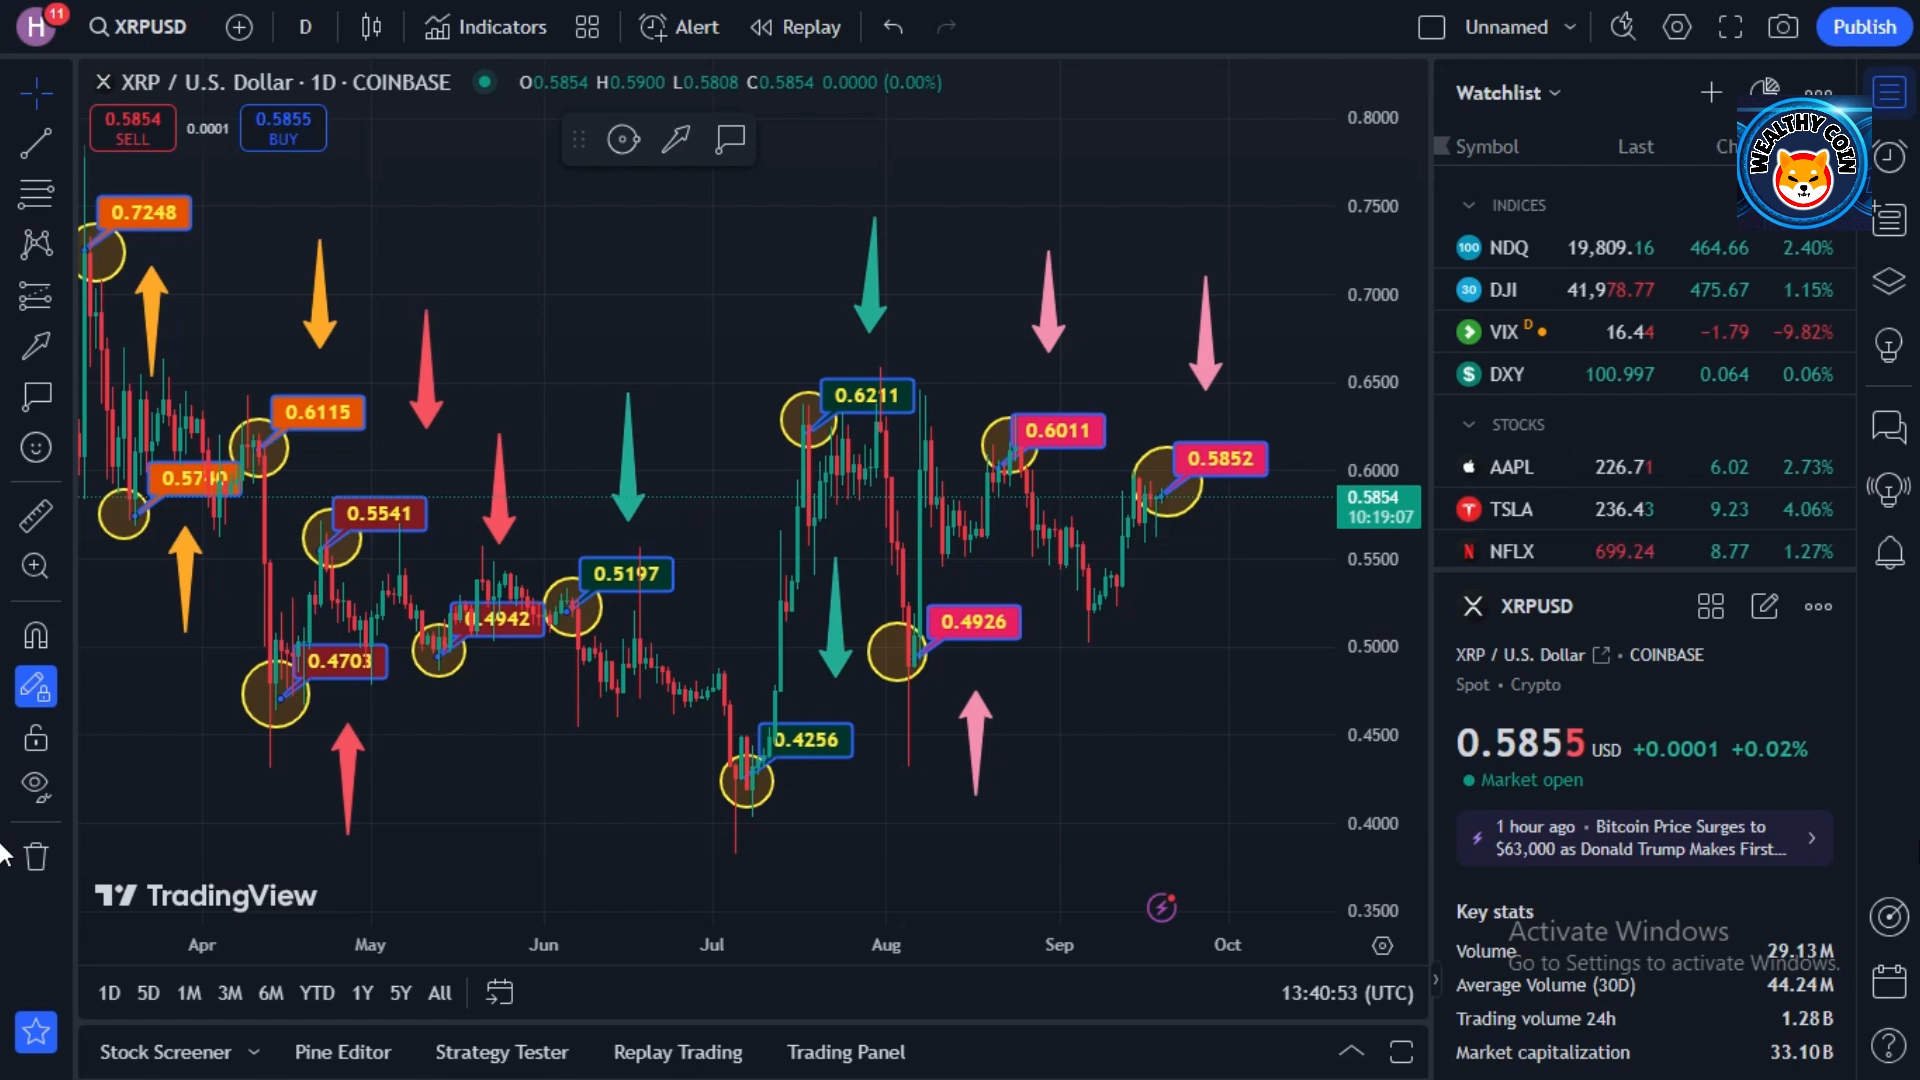 H 11 XRPUSD D Indicators Alert Replay Unnamed Publish
X XRP / U.S. Dollar · 1D · COINBASE O0.5854 H0.5900 L0.5808 C0.5854 0.0000 (0.00%)
0.5854 SELL 0.0001 0.5855 BUY
0.7248
0.6115
0.5541
0.4703
0.4942
0.5197
0.4256
0.6211
0.4926
0.6011
0.5852
0.8000
0.7500
0.7000
0.6500
0.6000
0.5854
10:19:07
0.5500
0.5000
0.4500
0.4000
0.3500
TradingView
Apr May Jun Jul Aug Sep Oct
1D 5D 1M 3M 6M YTD 1Y 5Y All 13:40:53 (UTC)
Stock Screener Pine Editor Strategy Tester Replay Trading Trading Panel
Watchlist
WEALTHY COIN
Symbol Last
INDICES
100 NDQ 19,809.16 464.66 2.40%
30 DJI 41,978.77 475.67 1.15%
VIX D 16.44 −1.79 −9.82%
$ DXY 100.997 0.064 0.06%
STOCKS
AAPL 226.71 6.02 2.73%
TSLA 236.43 9.23 4.06%
N NFLX 699.24 8.77 1.27%
X XRPUSD
XRP / U.S. Dollar • COINBASE
Spot • Crypto
0.5855 USD +0.0001 +0.02%
Market open
1 hour ago • Bitcoin Price Surges to
$63,000 as Donald Trump Makes First...
Key stats
Activate Windows
Volume 29.13M
Go to Settings to activate Windows.
Average Volume (30D) 44.24M
Trading volume 24h 1.28B
Market capitalization 33.10B